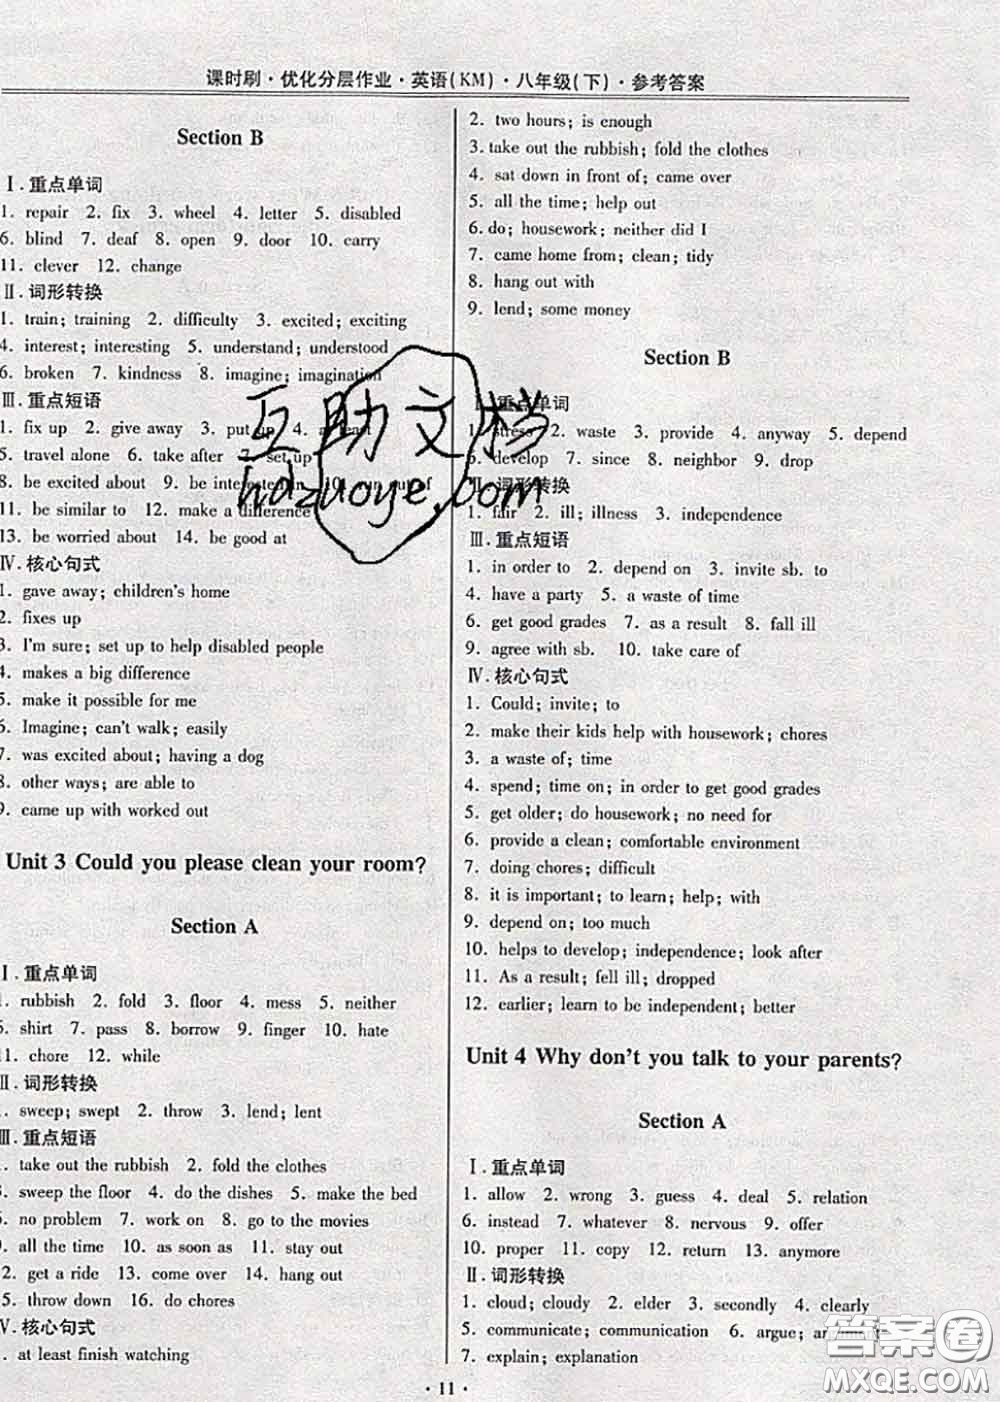 课时刷·优化分层作业·英语(KM)·八年级(下)·参考答案
Section B
Ⅰ.重点单词
1. repair 2. fix 3. wheel 4. letter 5. disabled
6. blind 7. deaf 8. open 9. door 10. carry
11. clever 12. change
Ⅱ.词形转换
1. train; training 2. difficulty 3. excited; exciting
4. interest; interesting 5. understand; understood
6. broken 7. kindness 8. imagine; imagination
Ⅲ.重点短语
1. fix up 2. give away 3. put up 4. at least
5. travel alone 6. take after 7. set up
8. be excited about 9. be interested in 10. run out of
11. be similar to 12. make a difference
13. be worried about 14. be good at
Ⅳ.核心句式
1. gave away; children's home
2. fixes up
3. I'm sure; set up to help disabled people
4. makes a big difference
5. make it possible for me
6. Imagine; can't walk; easily
7. was excited about; having a dog
8. other ways; are able to
9. came up with worked out
Unit 3 Could you please clean your room?
Section A
Ⅰ.重点单词
1. rubbish 2. fold 3. floor 4. mess 5. neither
6. shirt 7. pass 8. borrow 9. finger 10. hate
11. chore 12. while
Ⅱ.词形转换
1. sweep; swept 2. throw 3. lend; lent
Ⅲ.重点短语
1. take out the rubbish 2. fold the clothes
3. sweep the floor 4. do the dishes 5. make the bed
6. no problem 7. work on 8. go to the movies
9. all the time 10. as soon as 11. stay out
12. get a ride 13. come over 14. hang out
15. throw down 16. do chores
Ⅳ.核心句式
1. at least finish watching
2. two hours; is enough
3. take out the rubbish; fold the clothes
4. sat down in front of; came over
5. all the time; help out
6. do; housework; neither did I
7. came home from; clean; tidy
8. hang out with
9. lend; some money
Section B
Ⅰ.重点单词
1. stress 2. waste 3. provide 4. anyway 5. depend
6. develop 7. since 8. neighbor 9. drop
Ⅱ.词形转换
1. fair 2. ill; illness 3. independence
Ⅲ.重点短语
1. in order to 2. depend on 3. invite sb. to
4. have a party 5. a waste of time
6. get good grades 7. as a result 8. fall ill
9. agree with sb. 10. take care of
Ⅳ.核心句式
1. Could; invite; to
2. make their kids help with housework; chores
3. a waste of; time
4. spend; time on; in order to get good grades
5. get older; do housework; no need for
6. provide a clean; comfortable environment
7. doing chores; difficult
8. it is important; to learn; help; with
9. depend on; too much
10. helps to develop; independence; look after
11. As a result; fell ill; dropped
12. earlier; learn to be independent; better
Unit 4 Why don't you talk to your parents?
Section A
Ⅰ.重点单词
1. allow 2. wrong 3. guess 4. deal 5. relation
6. instead 7. whatever 8. nervous 9. offer
10. proper 11. copy 12. return 13. anymore
Ⅱ.词形转换
1. cloud; cloudy 2. elder 3. secondly 4. clearly
5. communicate; communication 6. argue; argument
7. explain; explanation
· 11 ·
互助文档
hdzuoye.com
答案圈
MXQE.COM